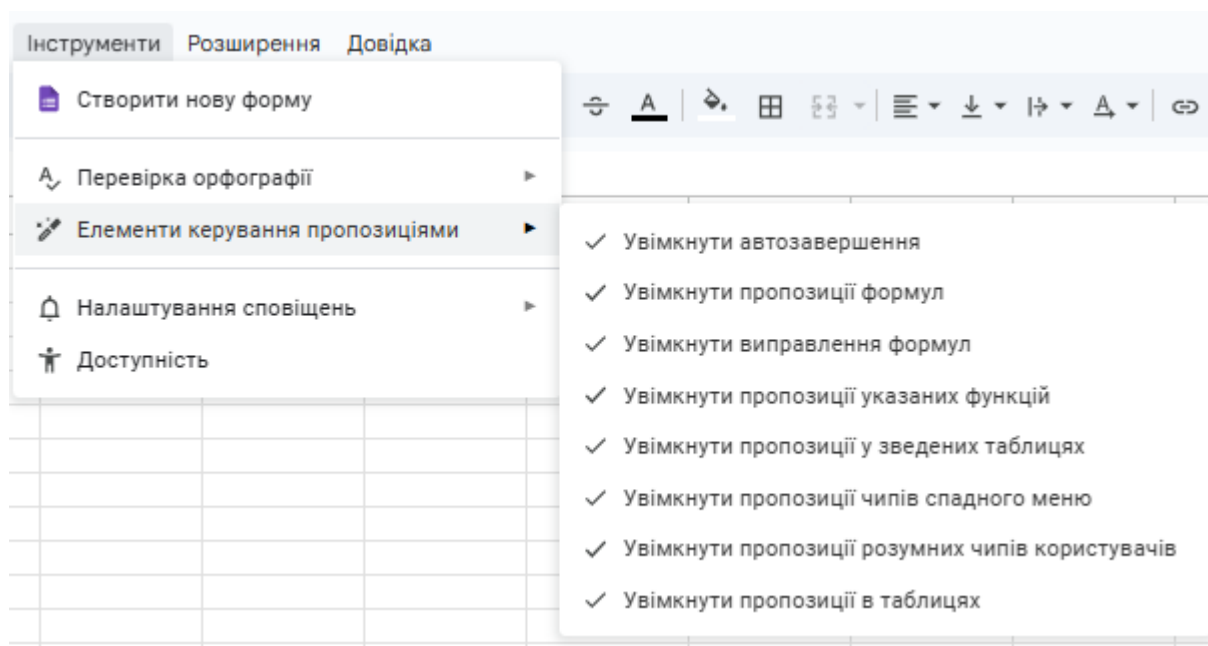 Інструменти Розширення Довідка
Створити нову форму
Перевірка орфографії
Елементи керування пропозиціями
Налаштування сповіщень
Доступність
Увімкнути автозавершення
Увімкнути пропозиції формул
Увімкнути виправлення формул
Увімкнути пропозиції указаних функцій
Увімкнути пропозиції у зведених таблицях
Увімкнути пропозиції чипів спадного меню
Увімкнути пропозиції розумних чипів користувачів
Увімкнути пропозиції в таблицях